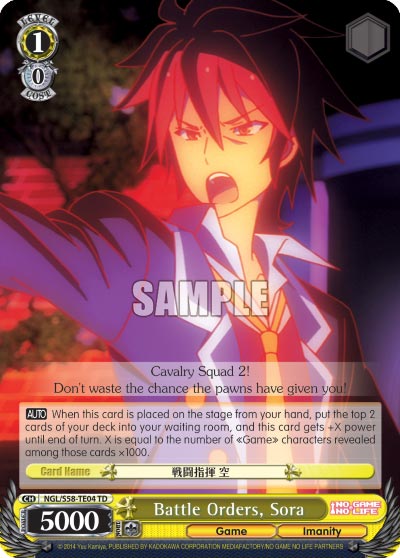 LEVEL
1
0
COST
SAMPLE
Cavalry Squad 2!
Don't waste the chance the pawns have given you!
AUTO When this card is placed on the stage from your hand, put the top 2
cards of your deck into your waiting room, and this card gets +X power
until end of turn. X is equal to the number of «Game» characters revealed
among those cards ×1000.
Card Name 戦闘指揮 空
NGL/S58-TE04 TD
5000
Battle Orders, Sora
NO GAME
NO LIFE
Game
Imanity
© 2014 Yuu Kamiya, PUBLISHED BY KADOKAWA CORPORATION MEDIAFACTORY/NO GAME NO LIFE PARTNERS